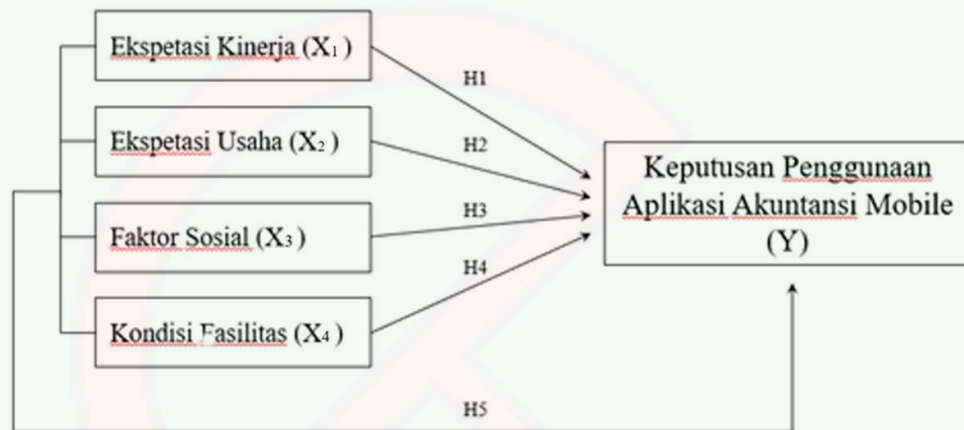 Ekspetasi Kinerja (X₁)
H1
Ekspetasi Usaha (X₂)
H2
Keputusan Penggunaan
Aplikasi Akuntansi Mobile
(Y)
Faktor Sosial (X₃)
H3
H4
Kondisi Fasilitas (X₄)
H5